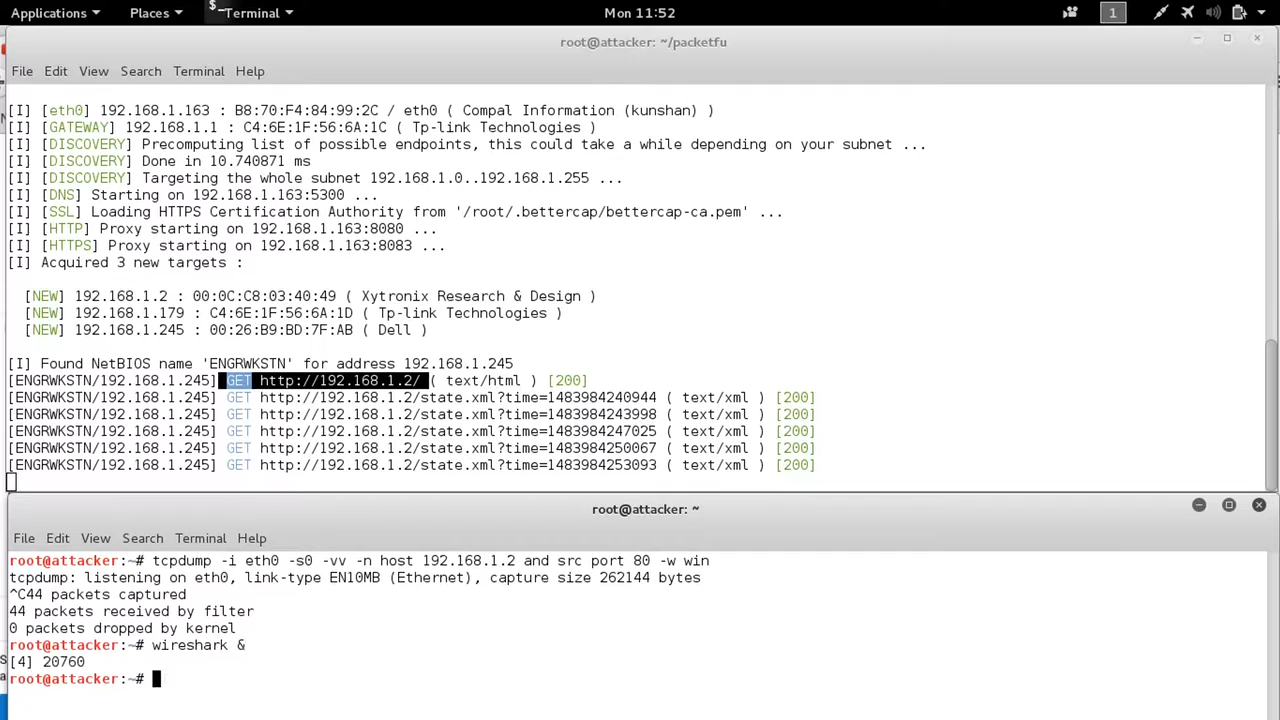 Applications Places Terminal Mon 11:52 1
root@attacker: ~/packetfu
File Edit View Search Terminal Help
[I] [eth0] 192.168.1.163 : B8:70:F4:84:99:2C / eth0 ( Compal Information (kunshan) )
[I] [GATEWAY] 192.168.1.1 : C4:6E:1F:56:6A:1C ( Tp-link Technologies )
[I] [DISCOVERY] Precomputing list of possible endpoints, this could take a while depending on your subnet ...
[I] [DISCOVERY] Done in 10.740871 ms
[I] [DISCOVERY] Targeting the whole subnet 192.168.1.0..192.168.1.255 ...
[I] [DNS] Starting on 192.168.1.163:5300 ...
[I] [SSL] Loading HTTPS Certification Authority from '/root/.bettercap/bettercap-ca.pem' ...
[I] [HTTP] Proxy starting on 192.168.1.163:8080 ...
[I] [HTTPS] Proxy starting on 192.168.1.163:8083 ...
[I] Acquired 3 new targets :
[NEW] 192.168.1.2 : 00:0C:C8:03:40:49 ( Xytronix Research & Design )
[NEW] 192.168.1.179 : C4:6E:1F:56:6A:1D ( Tp-link Technologies )
[NEW] 192.168.1.245 : 00:26:B9:BD:7F:AB ( Dell )
[I] Found NetBIOS name 'ENGRWKSTN' for address 192.168.1.245
[ENGRWKSTN/192.168.1.245] GET http://192.168.1.2/ ( text/html ) [200]
[ENGRWKSTN/192.168.1.245] GET http://192.168.1.2/state.xml?time=1483984240944 ( text/xml ) [200]
[ENGRWKSTN/192.168.1.245] GET http://192.168.1.2/state.xml?time=1483984243998 ( text/xml ) [200]
[ENGRWKSTN/192.168.1.245] GET http://192.168.1.2/state.xml?time=1483984247025 ( text/xml ) [200]
[ENGRWKSTN/192.168.1.245] GET http://192.168.1.2/state.xml?time=1483984250067 ( text/xml ) [200]
[ENGRWKSTN/192.168.1.245] GET http://192.168.1.2/state.xml?time=1483984253093 ( text/xml ) [200]
root@attacker: ~
File Edit View Search Terminal Help
root@attacker:~# tcpdump -i eth0 -s0 -vv -n host 192.168.1.2 and src port 80 -w win
tcpdump: listening on eth0, link-type EN10MB (Ethernet), capture size 262144 bytes
^C44 packets captured
44 packets received by filter
0 packets dropped by kernel
root@attacker:~# wireshark &
[4] 20760
root@attacker:~#